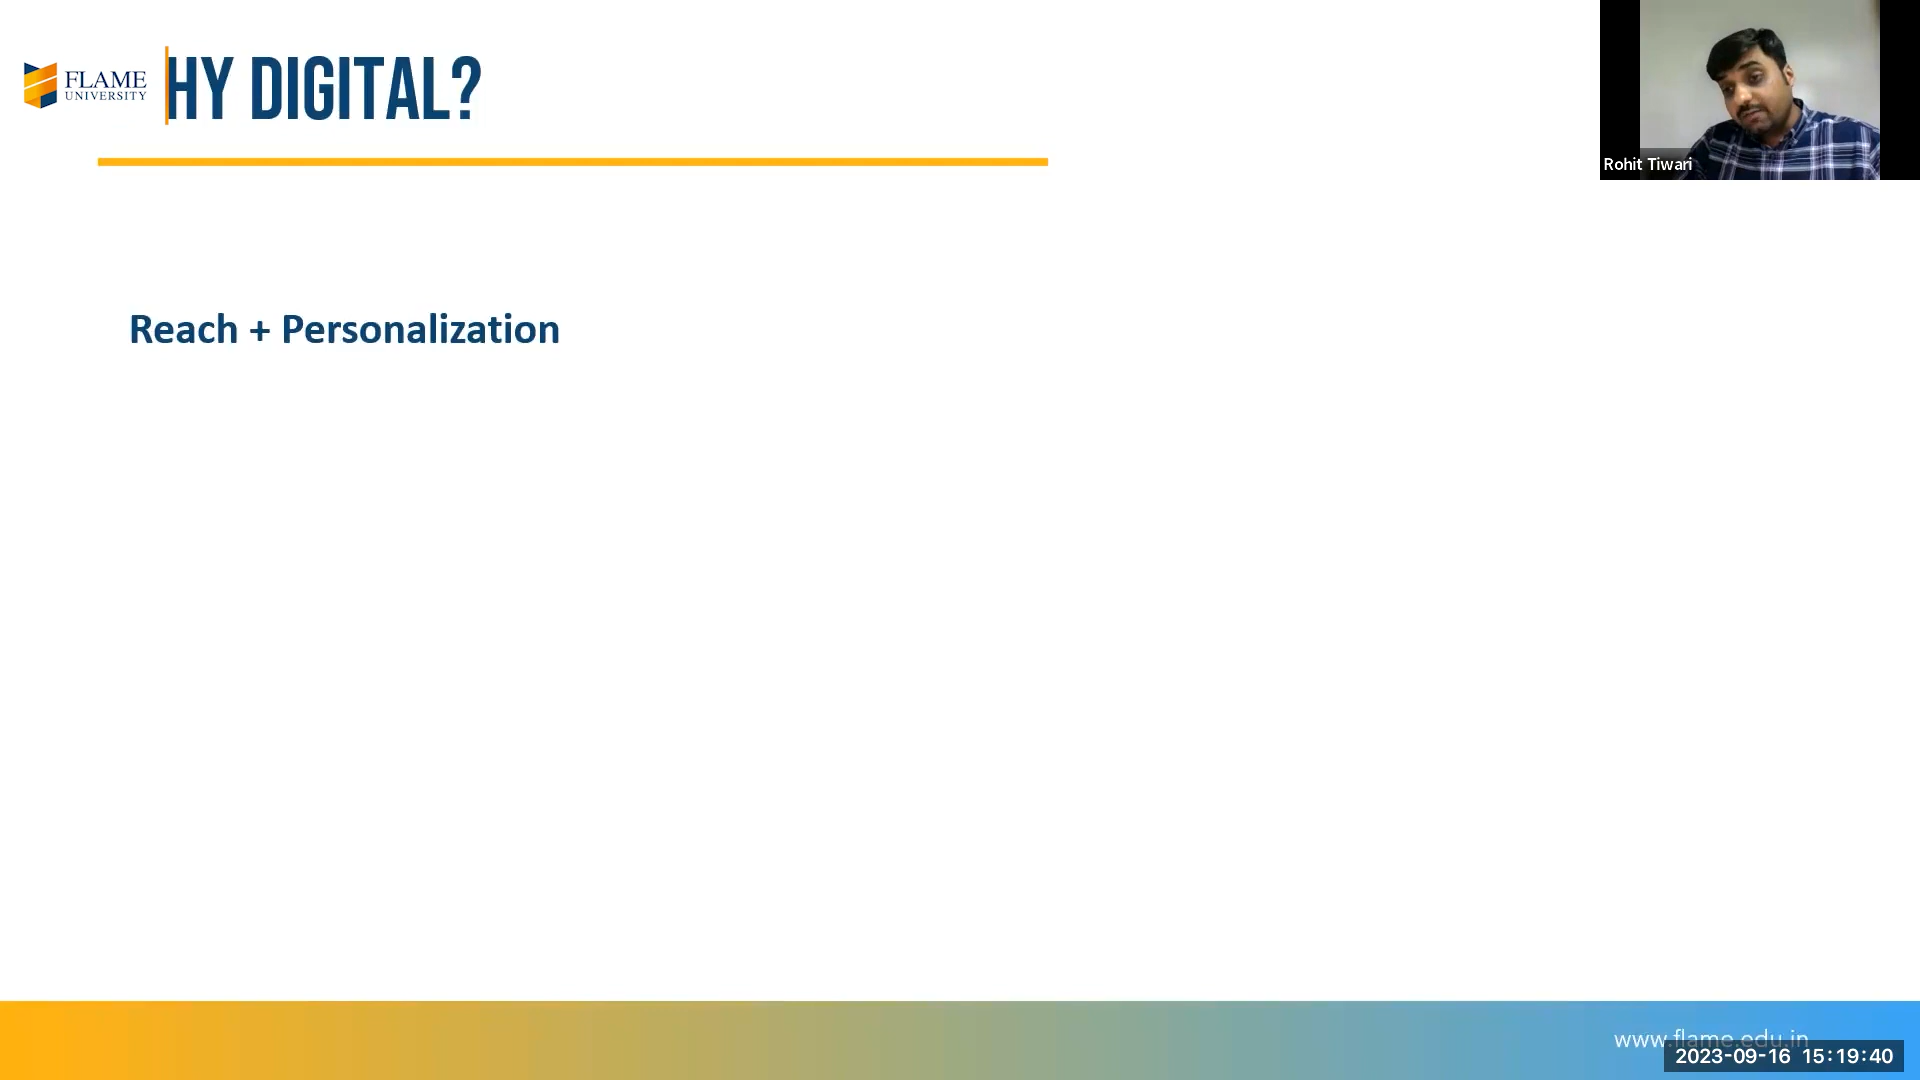 FLAME
UNIVERSITY
HY DIGITAL?
Rohit Tiwari
Reach + Personalization
www.flame.edu.in
2023-09-16 15:19:40